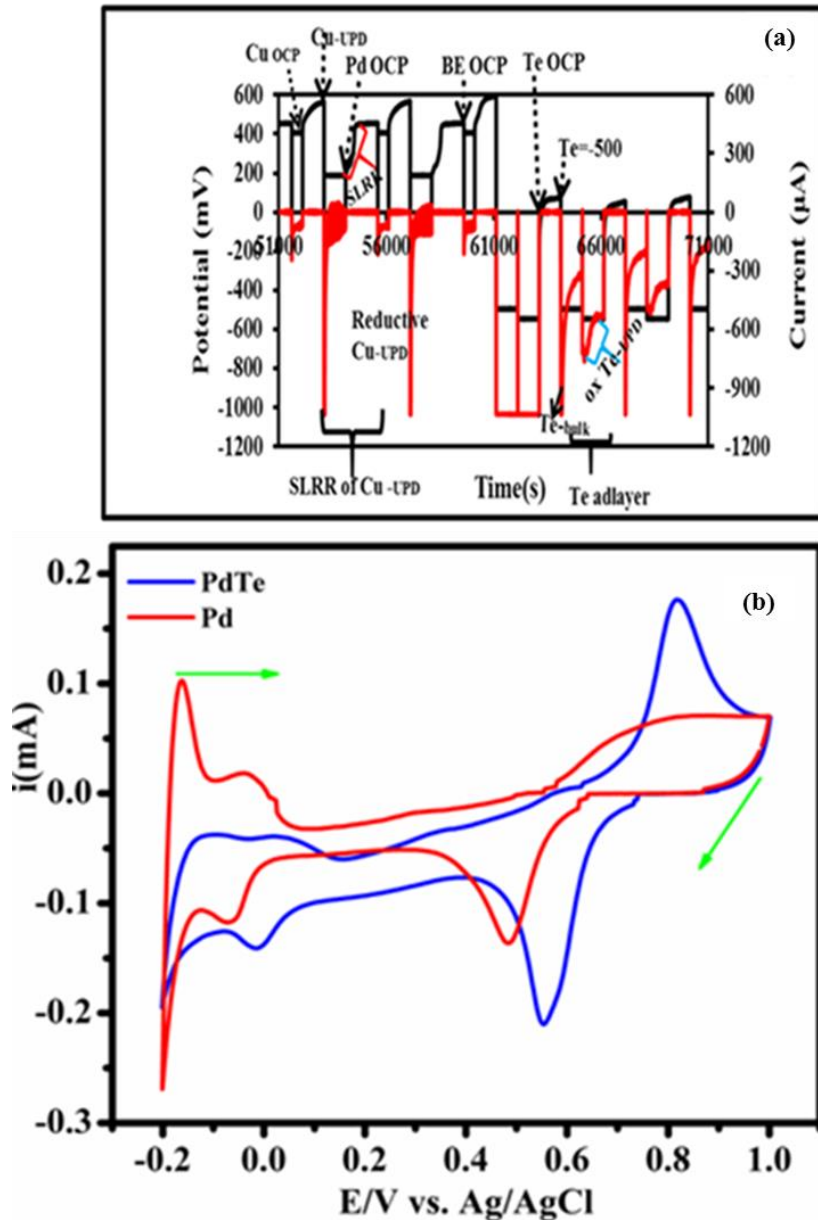 (a)
Cu-UPD
Cu OCP
Pd OCP
BE OCP
Te OCP
Te=-500
600
400
200
0
-200
-400
-600
-800
-1000
-1200
Potential (mV)
51000
56000
61000
66000
71000
600
300
0
-300
-600
-900
-1200
Current (µA)
SLRR
Reductive
Cu-UPD
ox Te-UPD
Te-bulk
SLRR of Cu -UPD
Time(s)
Te adlayer
(b)
PdTe
Pd
0.2
0.1
0.0
-0.1
-0.2
-0.3
i(mA)
-0.2
0.0
0.2
0.4
0.6
0.8
1.0
E/V vs. Ag/AgCl